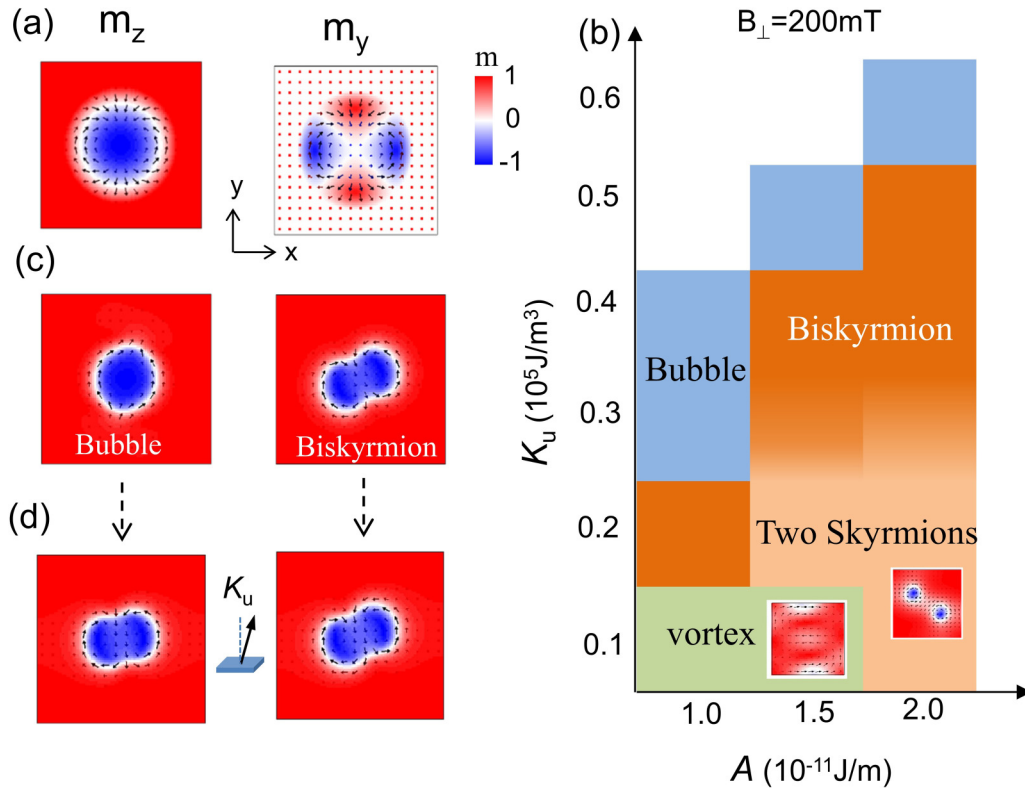 (a)
m_z
m_y
m
1
0
-1
y
x
(b)
B⊥=200mT
0.6
0.5
0.4
0.3
0.2
0.1
K_u (10^5J/m^3)
Biskyrmion
Bubble
Two Skyrmions
vortex
1.0
1.5
2.0
A (10^-11J/m)
(c)
Bubble
Biskyrmion
(d)
K_u